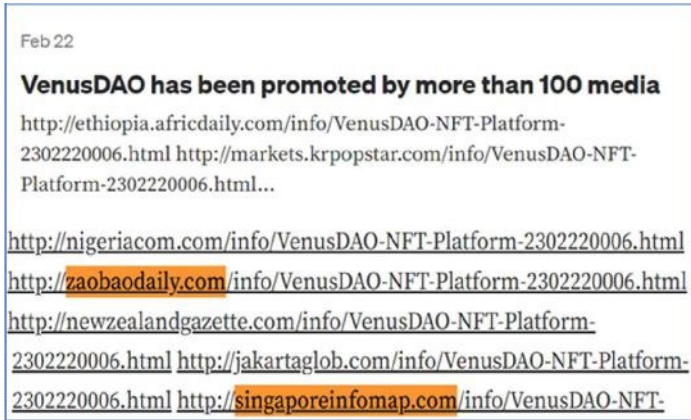 Feb 22
VenusDAO has been promoted by more than 100 media
http://ethiopia.africdaily.com/info/VenusDAO-NFT-Platform-
2302220006.html http://markets.krpopstar.com/info/VenusDAO-NFT-
Platform-2302220006.html...
http://nigeriacom.com/info/VenusDAO-NFT-Platform-2302220006.html
http://zaobaodaily.com/info/VenusDAO-NFT-Platform-2302220006.html
http://newzealandgazette.com/info/VenusDAO-NFT-Platform-
2302220006.html http://jakartaglob.com/info/VenusDAO-NFT-Platform-
2302220006.html http://singaporeinfomap.com/info/VenusDAO-NFT-